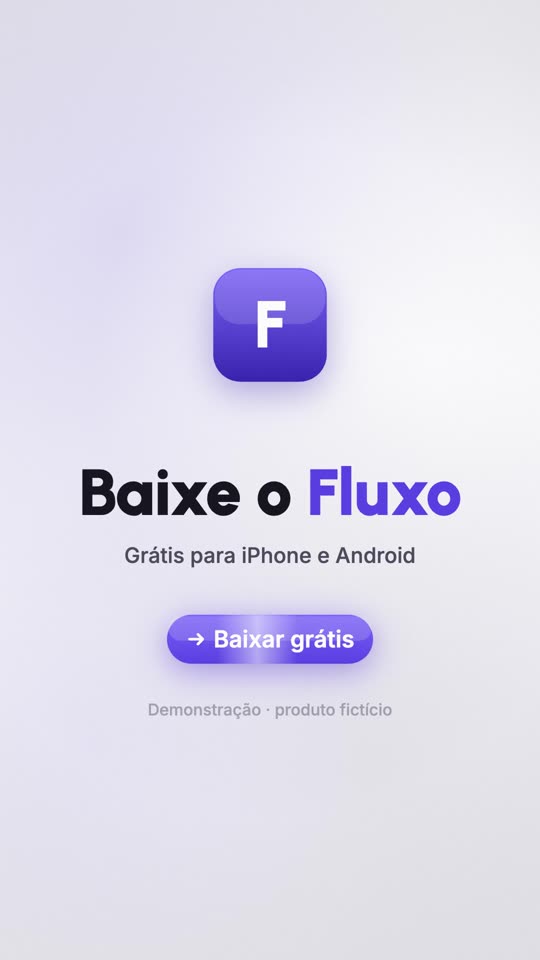 F
Baixe o Fluxo
Grátis para iPhone e Android
→ Baixar grátis
Demonstração · produto fictício